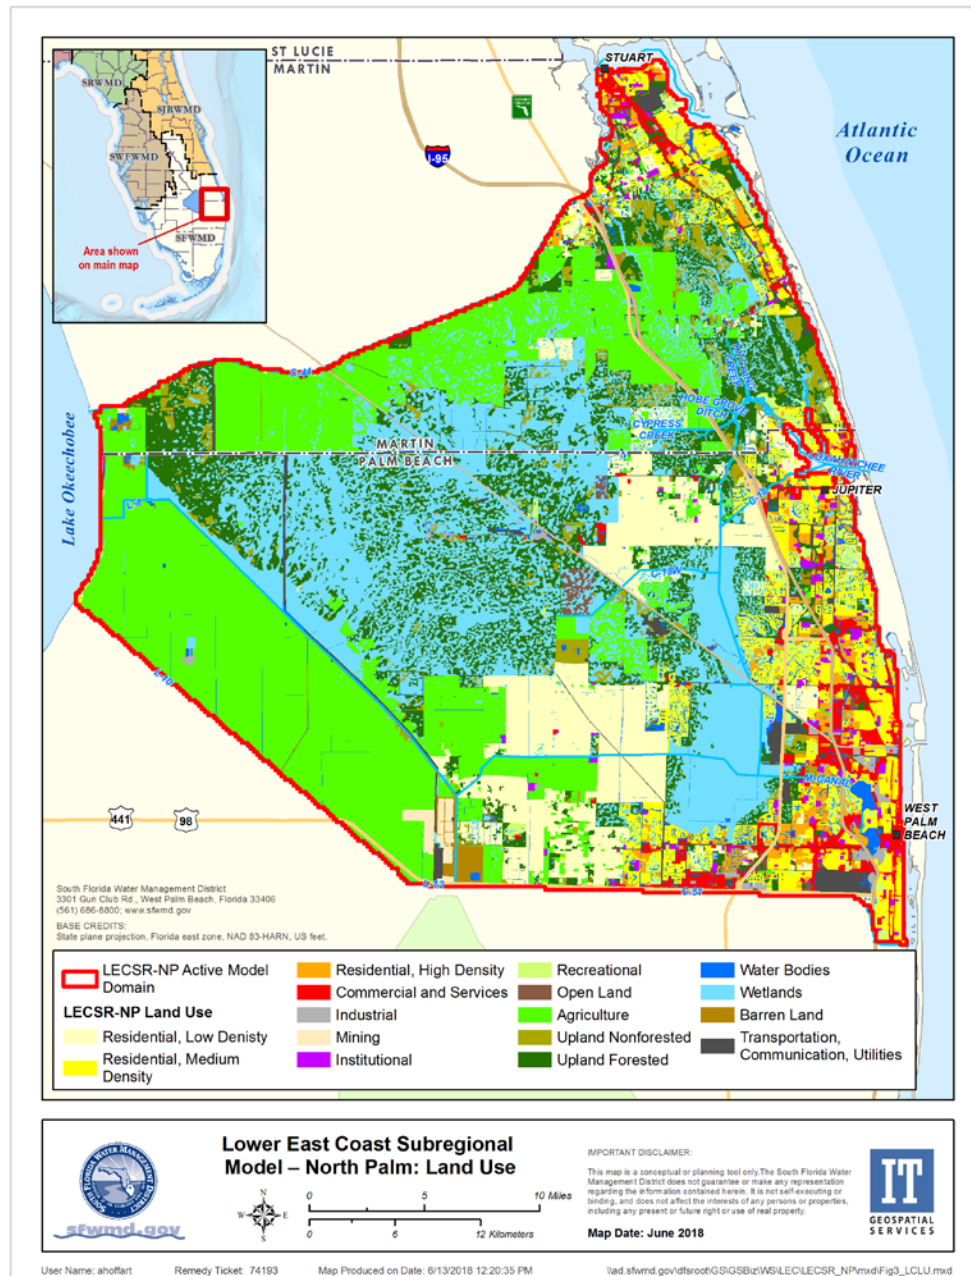 ST LUCIE
MARTIN
STUART
I-95
Atlantic
Ocean
SRWMD
SJRWMD
SWFWMD
SFWMD
Area shown
on main map
C-44
HOBE GROVE
DITCH
CYPRESS
CREEK
MARTIN
PALM BEACH
LOXAHATCHEE
RIVER
C-18
JUPITER
Lake Okeechobee
L-8
C-18W
L-10
M CANAL
WEST
PALM
BEACH
441
98
L-12
C-51
South Florida Water Management District
3301 Gun Club Rd., West Palm Beach, Florida 33406
(561) 686-8800; www.sfwmd.gov
BASE CREDITS:
State plane projection, Florida east zone, NAD 83-HARN, US feet.
LECSR-NP Active Model
Domain
LECSR-NP Land Use
Residential, Low Denisty
Residential, Medium
Density
Residential, High Density
Commercial and Services
Industrial
Mining
Institutional
Recreational
Open Land
Agriculture
Upland Nonforested
Upland Forested
Water Bodies
Wetlands
Barren Land
Transportation,
Communication, Utilities
SOUTH FLORIDA WATER MANAGEMENT DISTRICT
sfwmd.gov
Lower East Coast Subregional
Model – North Palm: Land Use
N
W E
S
0 5 10 Miles
0 6 12 Kilometers
IMPORTANT DISCLAIMER:
This map is a conceptual or planning tool only.The South Florida Water
Management District does not guarantee or make any representation
regarding the information contained herein. It is not self-executing or
binding, and does not affect the interests of any persons or properties,
including any present or future right or use of real property.
Map Date: June 2018
IT
GEOSPATIAL
SERVICES
User Name: ahoffart Remedy Ticket: 74193 Map Produced on Date: 6/13/2018 12:20:35 PM \\ad.sfwmd.gov\dfsroot\GS\GSBiz\WS\LEC\LECSR_NP\mxd\Fig3_LCLU.mxd